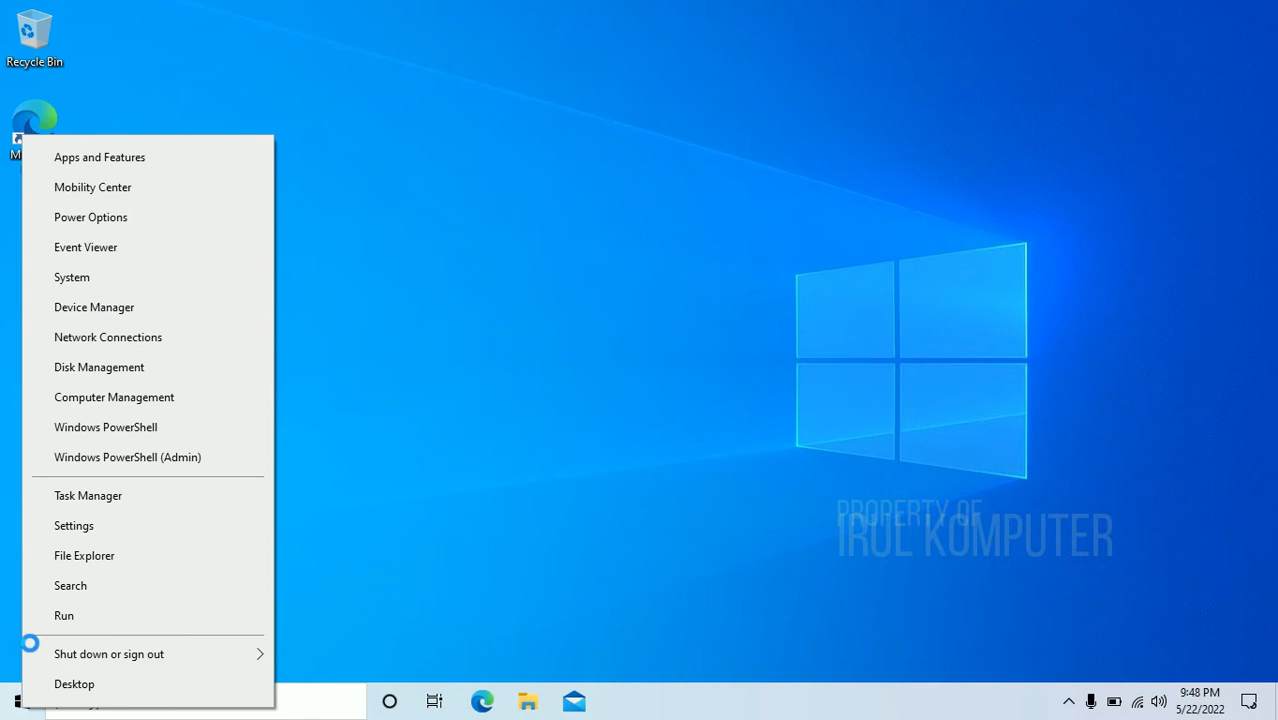 Recycle Bin
Apps and Features
Mobility Center
Power Options
Event Viewer
System
Device Manager
Network Connections
Disk Management
Computer Management
Windows PowerShell
Windows PowerShell (Admin)
Task Manager
Settings
File Explorer
Search
Run
Shut down or sign out
Desktop
PROPERTY OF
IRUL KOMPUTER
9:48 PM
5/22/2022